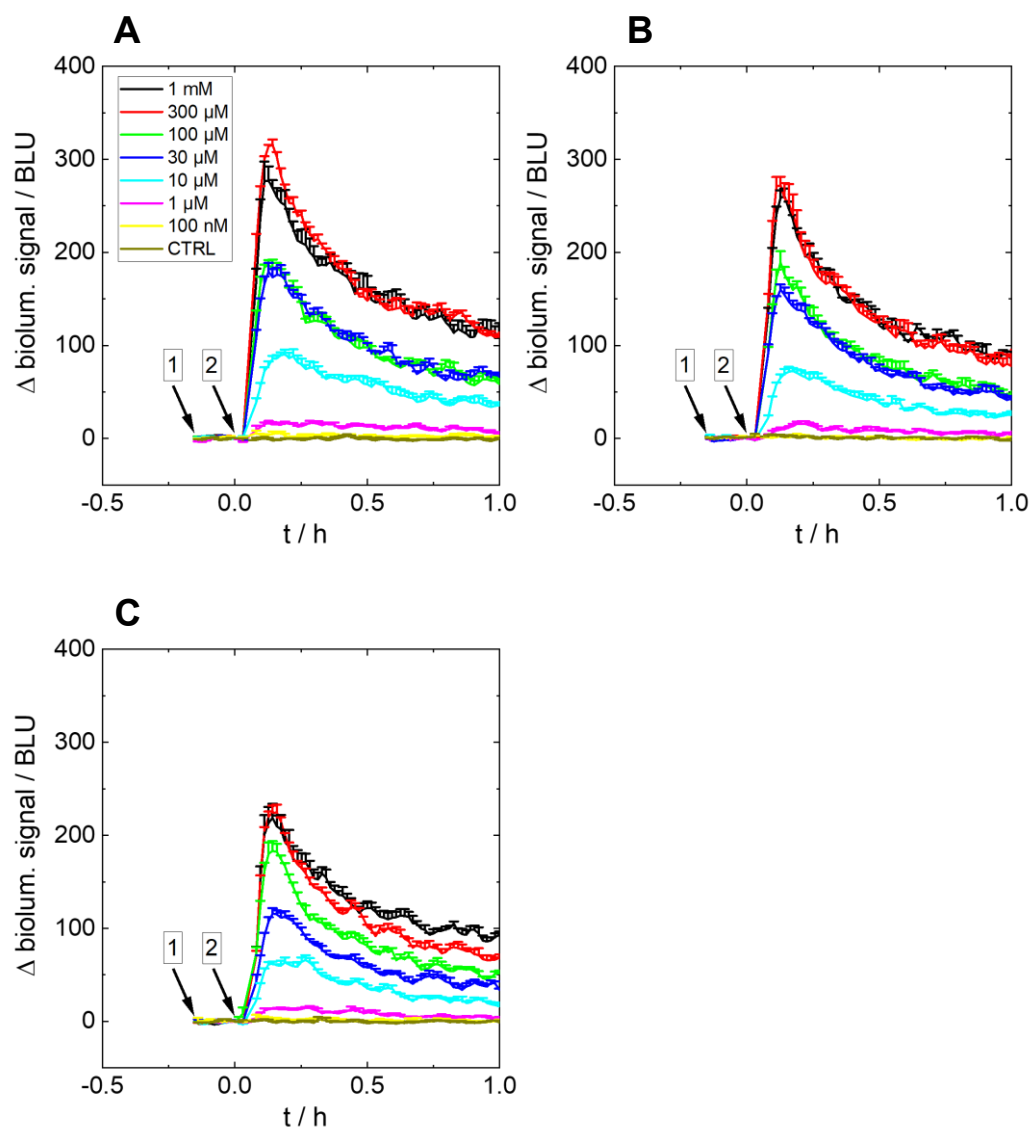 A
B
400
300
200
100
0
Δ biolum. signal / BLU
1 mM
300 µM
100 µM
30 µM
10 µM
1 µM
100 nM
CTRL
1
2
-0.5
0.0
0.5
1.0
t / h
400
300
200
100
0
Δ biolum. signal / BLU
1
2
-0.5
0.0
0.5
1.0
t / h
C
400
300
200
100
0
Δ biolum. signal / BLU
1
2
-0.5
0.0
0.5
1.0
t / h